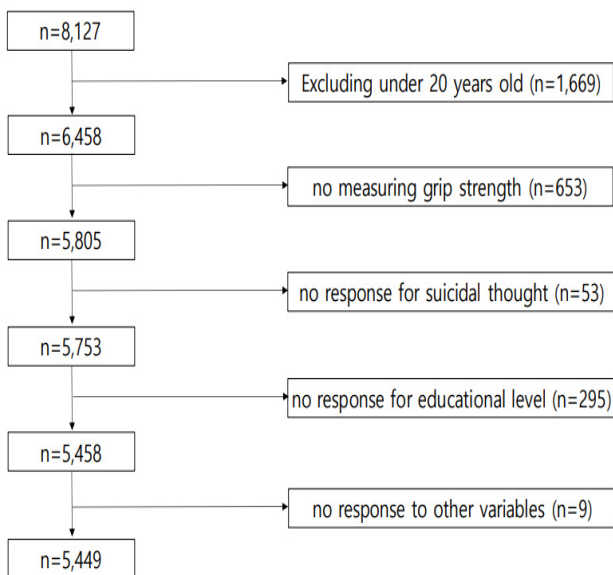 n=8,127
Excluding under 20 years old (n=1,669)
n=6,458
no measuring grip strength (n=653)
n=5,805
no response for suicidal thought (n=53)
n=5,753
no response for educational level (n=295)
n=5,458
no response to other variables (n=9)
n=5,449